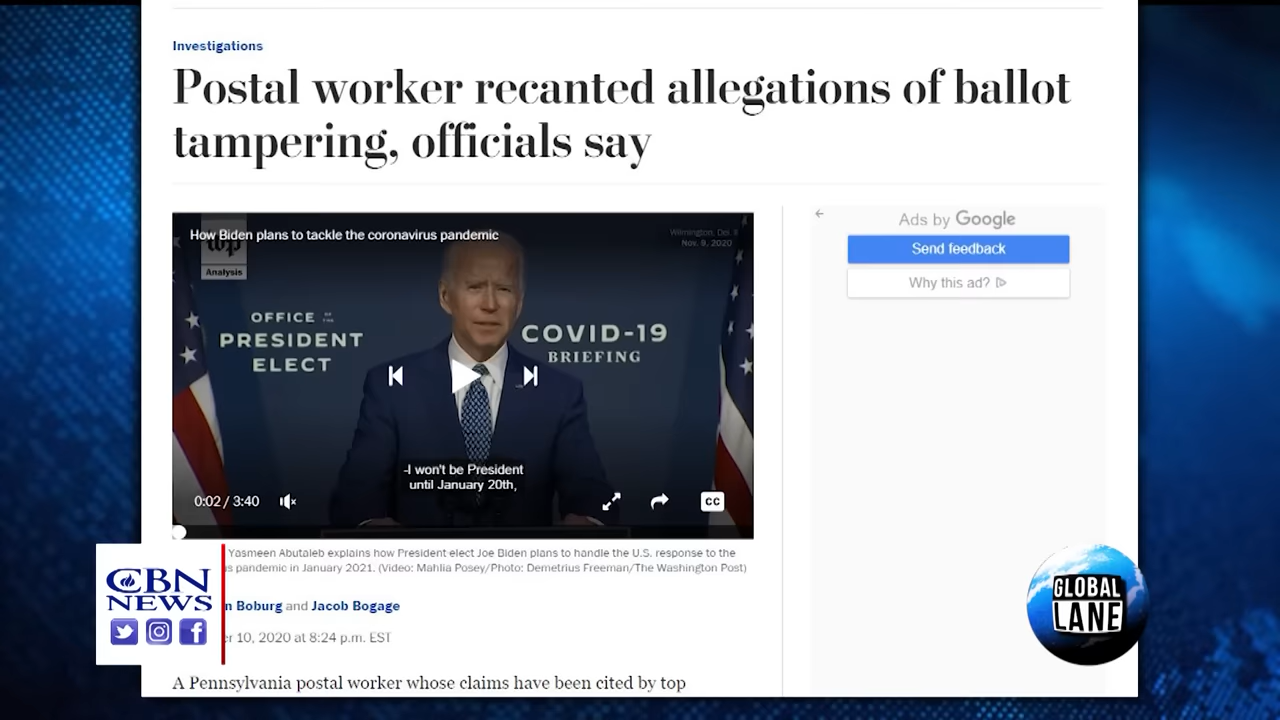 Investigations
Postal worker recanted allegations of ballot
tampering, officials say
How Biden plans to tackle the coronavirus pandemic
wp
Analysis
Wilmington, Del.
Nov. 9, 2020
OFFICE OF THE
PRESIDENT
ELECT
COVID-19
BRIEFING
-I won't be President
until January 20th,
0:02 / 3:40
CC
Ads by Google
Send feedback
Why this ad?
Yasmeen Abutaleb explains how President-elect Joe Biden plans to handle the U.S. response to the
s pandemic in January 2021. (Video: Mahlia Posey/Photo: Demetrius Freeman/The Washington Post)
n Boburg and Jacob Bogage
er 10, 2020 at 8:24 p.m. EST
A Pennsylvania postal worker whose claims have been cited by top
CBN
NEWS
GLOBAL
LANE